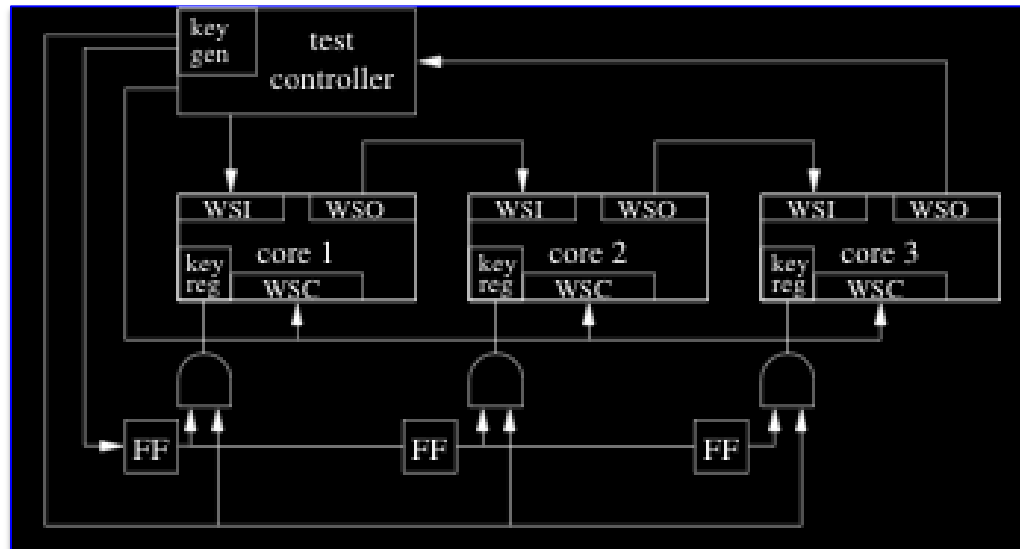 key
gen
test
controller
WSI
WSO
WSI
WSO
WSI
WSO
core 1
core 2
core 3
key
reg
WSC
key
reg
WSC
key
reg
WSC
FF
FF
FF